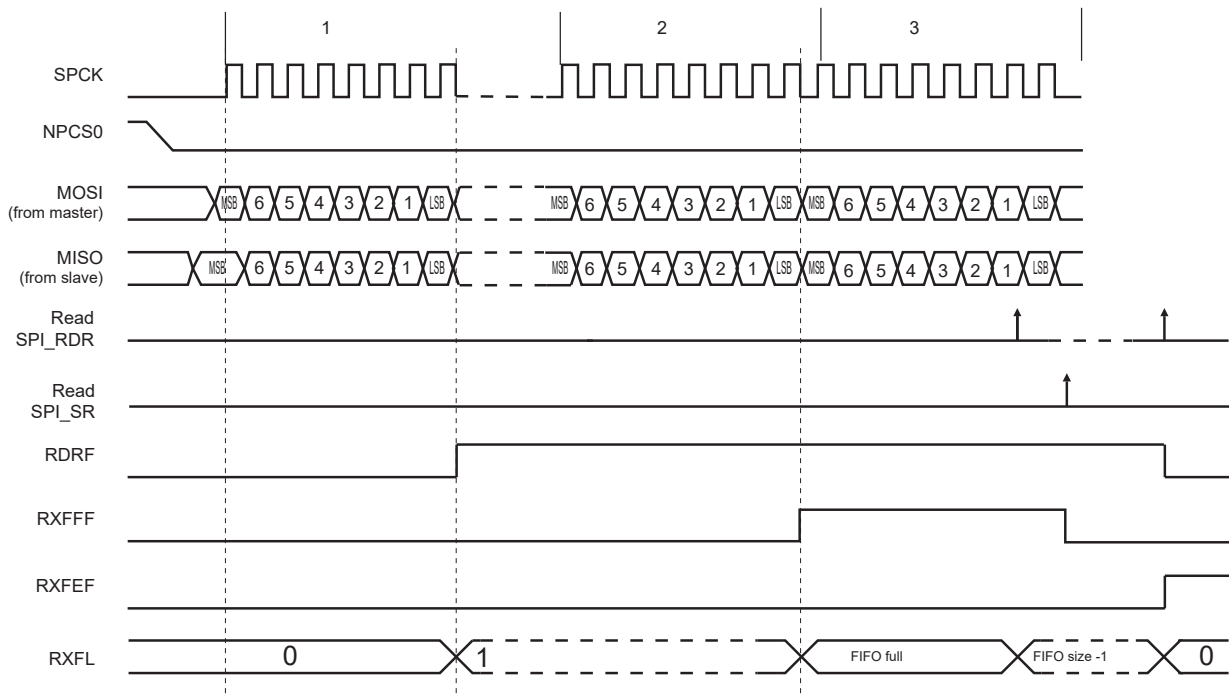 1 2 3
SPCK
NPCS0
MOSI
(from master)
MSB 6 5 4 3 2 1 LSB MSB 6 5 4 3 2 1 LSB MSB 6 5 4 3 2 1 LSB
MISO
(from slave)
MSB 6 5 4 3 2 1 LSB MSB 6 5 4 3 2 1 LSB MSB 6 5 4 3 2 1 LSB
Read
SPI_RDR
Read
SPI_SR
RDRF
RXFFF
RXFEF
RXFL 0 1 FIFO full FIFO size -1 0